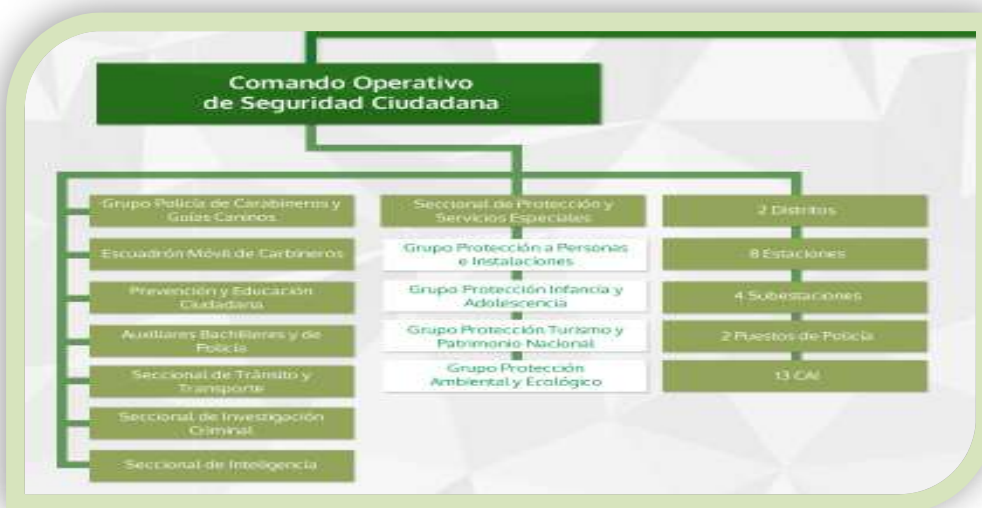 Comando Operativo
de Seguridad Ciudadana
Grupo Policía de Carabineros y
Guías Caninos
Escuadrón Móvil de Carbineros
Prevención y Educación
Ciudadana
Auxiliares Bachilleres y de
Policía
Seccional de Tránsito y
Transporte
Seccional de Investigación
Criminal
Seccional de Inteligencia
Seccional de Protección y
Servicios Especiales
Grupo Protección a Personas
e Instalaciones
Grupo Protección Infancia y
Adolescencia
Grupo Protección Turismo y
Patrimonio Nacional
Grupo Protección
Ambiental y Ecológico
2 Distritos
8 Estaciones
4 Subestaciones
2 Puestos de Policía
13 CAI